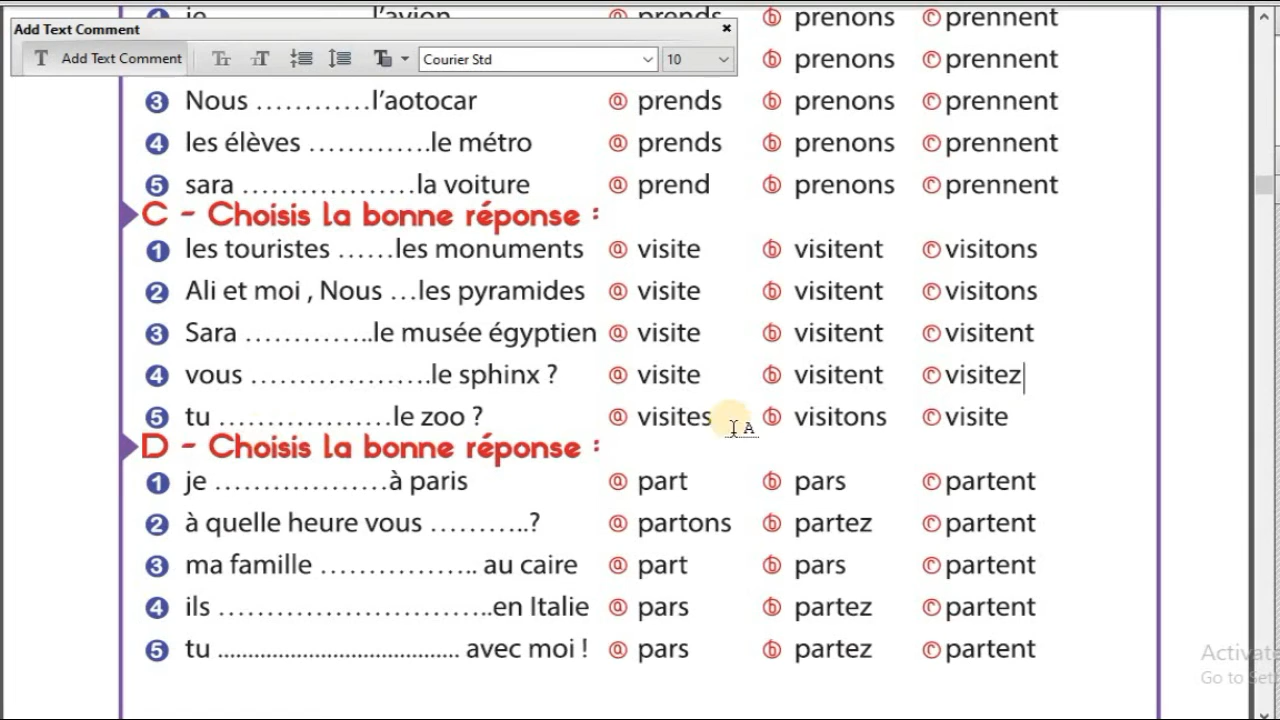 Add Text Comment
T Add Text Comment Courier Std 10
1 je ............l'avion a prends b prenons c prennent
b prenons c prennent
3 Nous …………l'aotocar a prends b prenons c prennent
4 les élèves ………….le métro a prends b prenons c prennent
5 sara ………………la voiture a prend b prenons c prennent
C - Choisis la bonne réponse :
1 les touristes ……les monuments a visite b visitent c visitons
2 Ali et moi , Nous …les pyramides a visite b visitent c visitons
3 Sara …………..le musée égyptien a visite b visitent c visitent
4 vous ……………….le sphinx ? a visite b visitent c visitez
5 tu ………………le zoo ? a visites b visitons c visite
D - Choisis la bonne réponse :
1 je ………………à paris a part b pars c partent
2 à quelle heure vous ………..? a partons b partez c partent
3 ma famille …………….. au caire a part b pars c partent
4 ils ………………………..en Italie a pars b partez c partent
5 tu ......................................... avec moi ! a pars b partez c partent
Activate
Go to Set